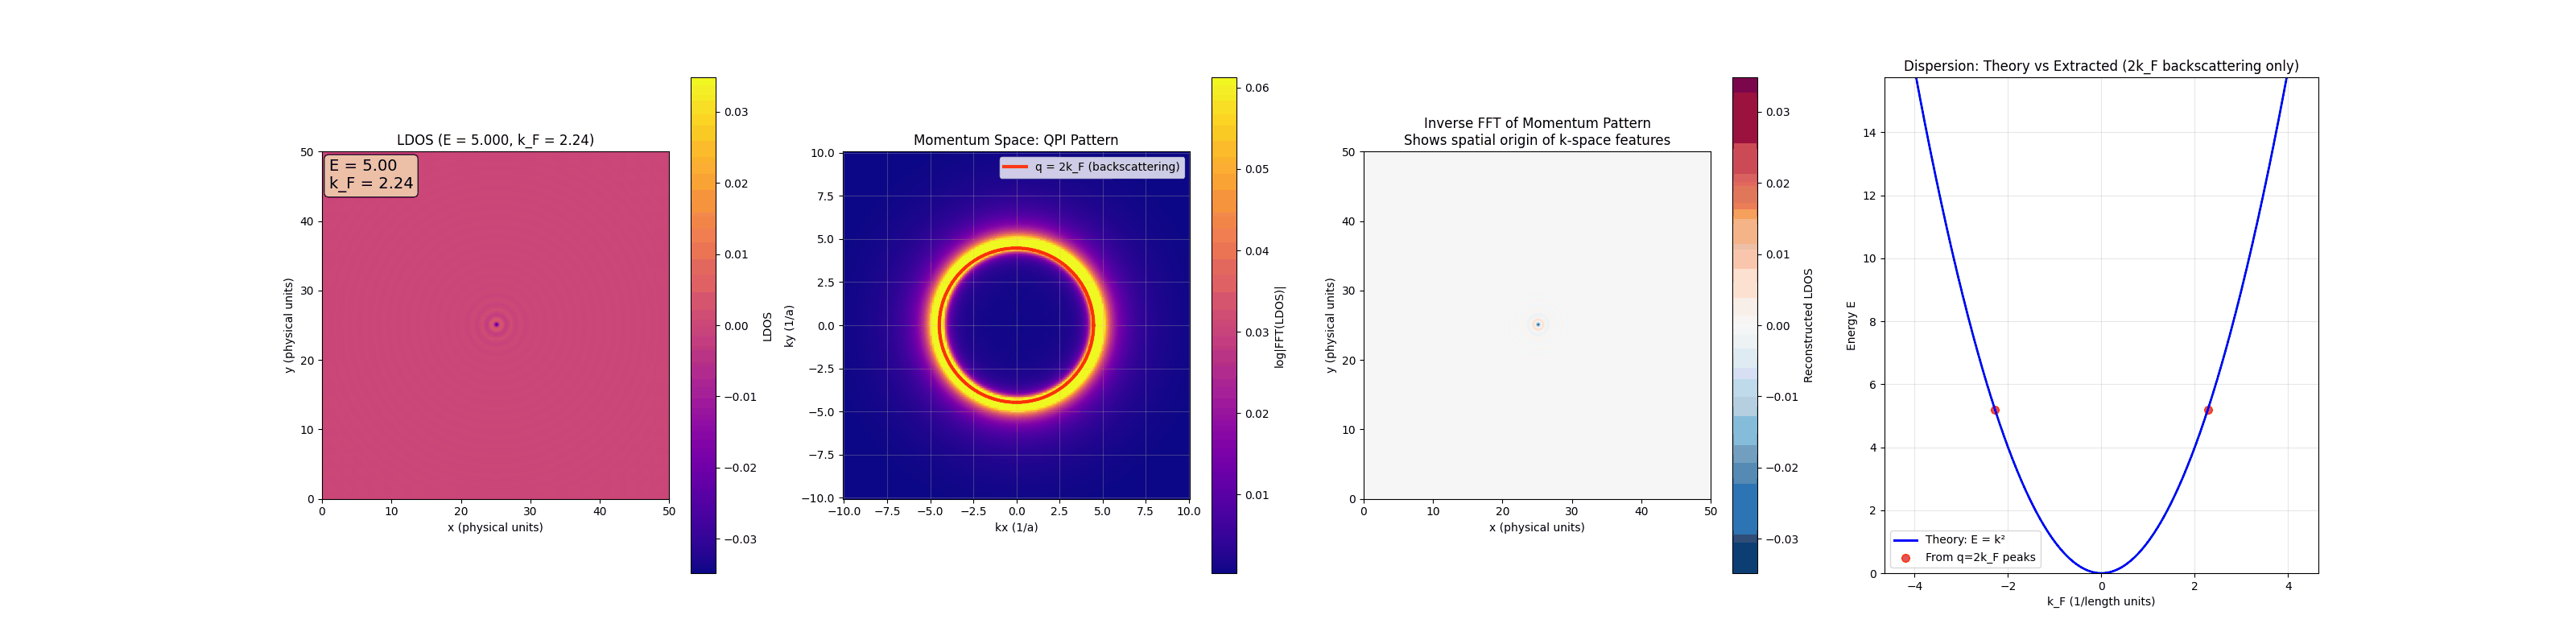 LDOS (E = 5.000, k_F = 2.24)
E = 5.00
k_F = 2.24
50
40
30
20
10
0
y (physical units)
0 10 20 30 40 50
x (physical units)
0.03
0.02
0.01
0.00
−0.01
−0.02
−0.03
LDOS
Momentum Space: QPI Pattern
q = 2k_F (backscattering)
10.0
7.5
5.0
2.5
0.0
−2.5
−5.0
−7.5
−10.0
ky (1/a)
−10.0 −7.5 −5.0 −2.5 0.0 2.5 5.0 7.5 10.0
kx (1/a)
0.06
0.05
0.04
0.03
0.02
0.01
log|FFT(LDOS)|
Inverse FFT of Momentum Pattern
Shows spatial origin of k-space features
50
40
30
20
10
0
y (physical units)
0 10 20 30 40 50
x (physical units)
0.03
0.02
0.01
0.00
−0.01
−0.02
−0.03
Reconstructed LDOS
Dispersion: Theory vs Extracted (2k_F backscattering only)
14
12
10
8
6
4
2
0
Energy E
Theory: E = k²
From q=2k_F peaks
−4 −2 0 2 4
k_F (1/length units)